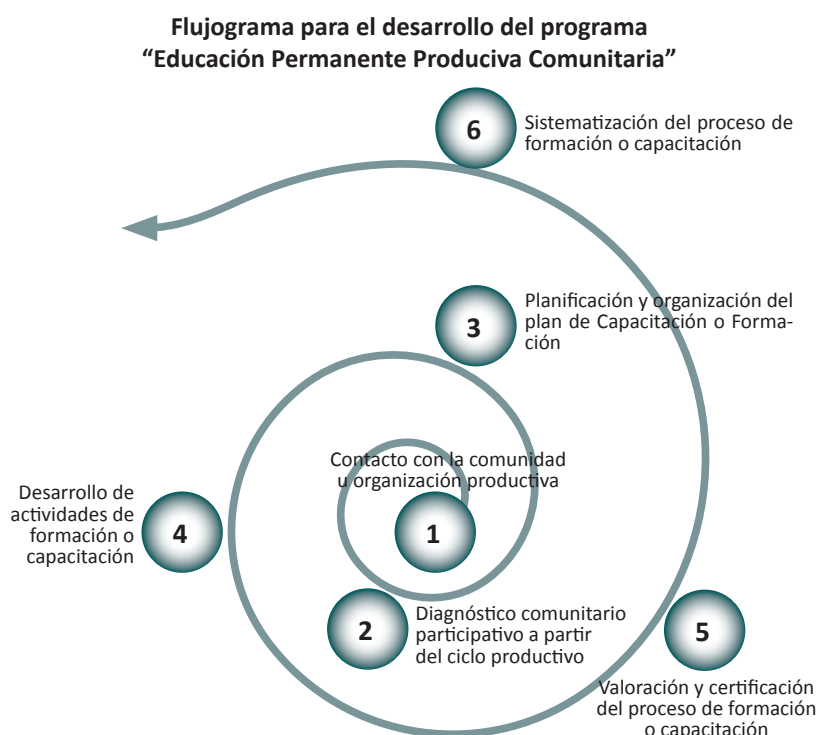 Flujograma para el desarrollo del programa
“Educación Permanente Produciva Comunitaria”
6
Sistematización del proceso de
formación o capacitación
3
Planificación y organización del
plan de Capacitación o Forma-
ción
Contacto con la comunidad
u organización productiva
1
Desarrollo de
actividades de
formación o
capacitación
4
2
Diagnóstico comunitario
participativo a partir
del ciclo productivo
5
Valoración y certificación
del proceso de formación
o capacitación